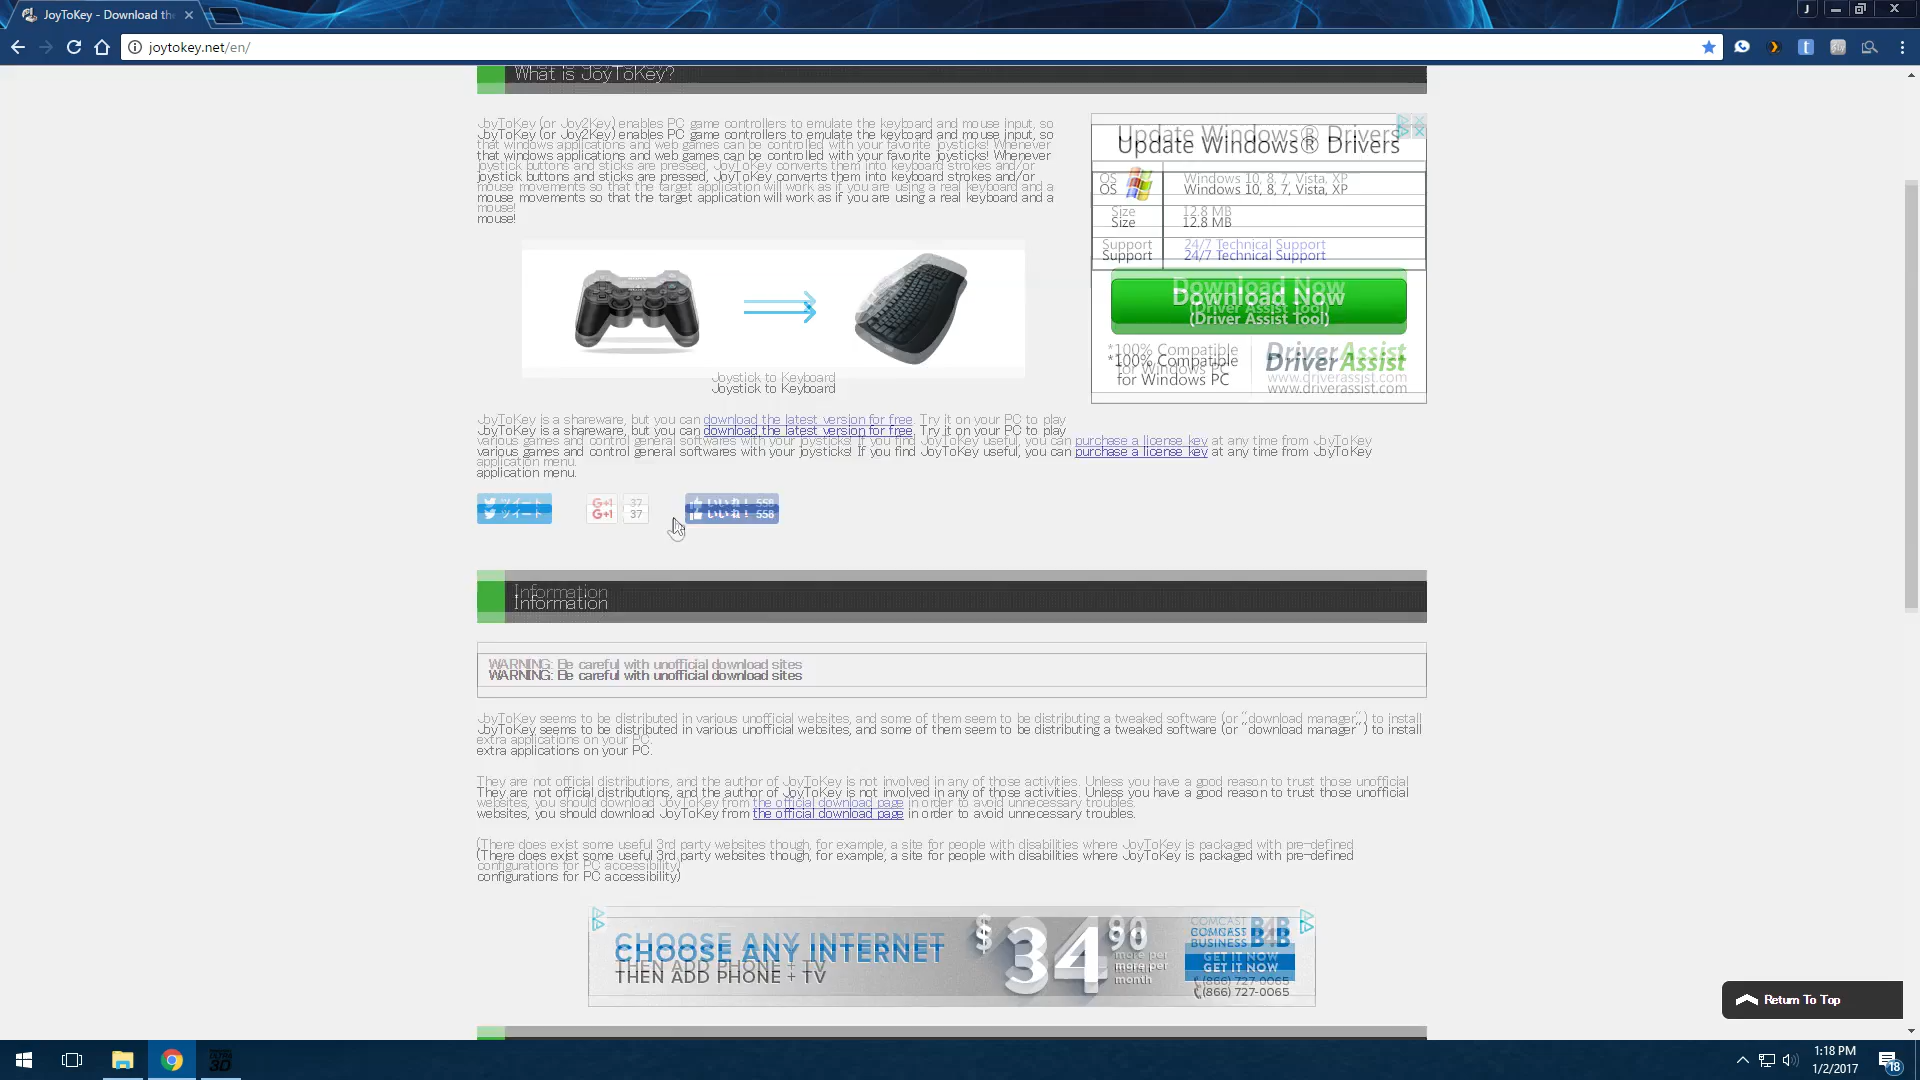 JoyToKey - Download the
J
joytokey.net/en/
What is JoyToKey?
JoyToKey (or Joy2Key) enables PC game controllers to emulate the keyboard and mouse input, so
that windows applications and web games can be controlled with your favorite joysticks! Whenever
joystick buttons and sticks are pressed, JoyToKey converts them into keyboard strokes and/or
mouse movements so that the target application will work as if you are using a real keyboard and a
mouse!
Update Windows® Drivers
OS Windows 10, 8, 7, Vista, XP
Size 12.8 MB
Support 24/7 Technical Support
Download Now
(Driver Assist Tool)
*100% Compatible
for Windows PC
DriverAssist
www.driverassist.com
Joystick to Keyboard
JoyToKey is a shareware, but you can download the latest version for free. Try it on your PC to play
various games and control general softwares with your joysticks! If you find JoyToKey useful, you can purchase a license key at any time from JoyToKey
application menu.
ツイート G+1 37 いいね！ 558
Information
WARNING: Be careful with unofficial download sites
JoyToKey seems to be distributed in various unofficial websites, and some of them seem to be distributing a tweaked software (or "download manager") to install
extra applications on your PC.
They are not official distributions, and the author of JoyToKey is not involved in any of those activities. Unless you have a good reason to trust those unofficial
websites, you should download JoyToKey from the official download page in order to avoid unnecessary troubles.
(There does exist some useful 3rd party websites though, for example, a site for people with disabilities where JoyToKey is packaged with pre-defined
configurations for PC accessibility)
CHOOSE ANY INTERNET
THEN ADD PHONE + TV
$34.90
more per
month
COMCAST
BUSINESS B4B
GET IT NOW
(866) 727-0065
Return To Top
3D
1:18 PM
1/2/2017
18